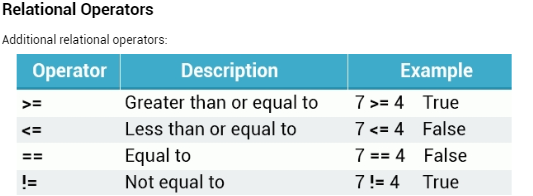 Relational Operators
Additional relational operators:
Operator Description Example
>= Greater than or equal to 7 >= 4 True
<= Less than or equal to 7 <= 4 False
== Equal to 7 == 4 False
!= Not equal to 7 != 4 True